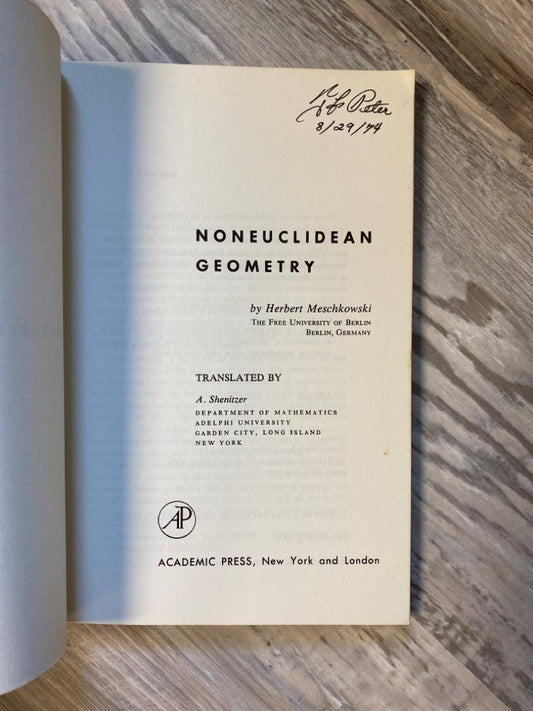 Peter
8/29/74
NONEUCLIDEAN
GEOMETRY
by Herbert Meschkowski
THE FREE UNIVERSITY OF BERLIN
BERLIN, GERMANY
TRANSLATED BY
A. Shenitzer
DEPARTMENT OF MATHEMATICS
ADELPHI UNIVERSITY
GARDEN CITY, LONG ISLAND
NEW YORK
AP
ACADEMIC PRESS, New York and London